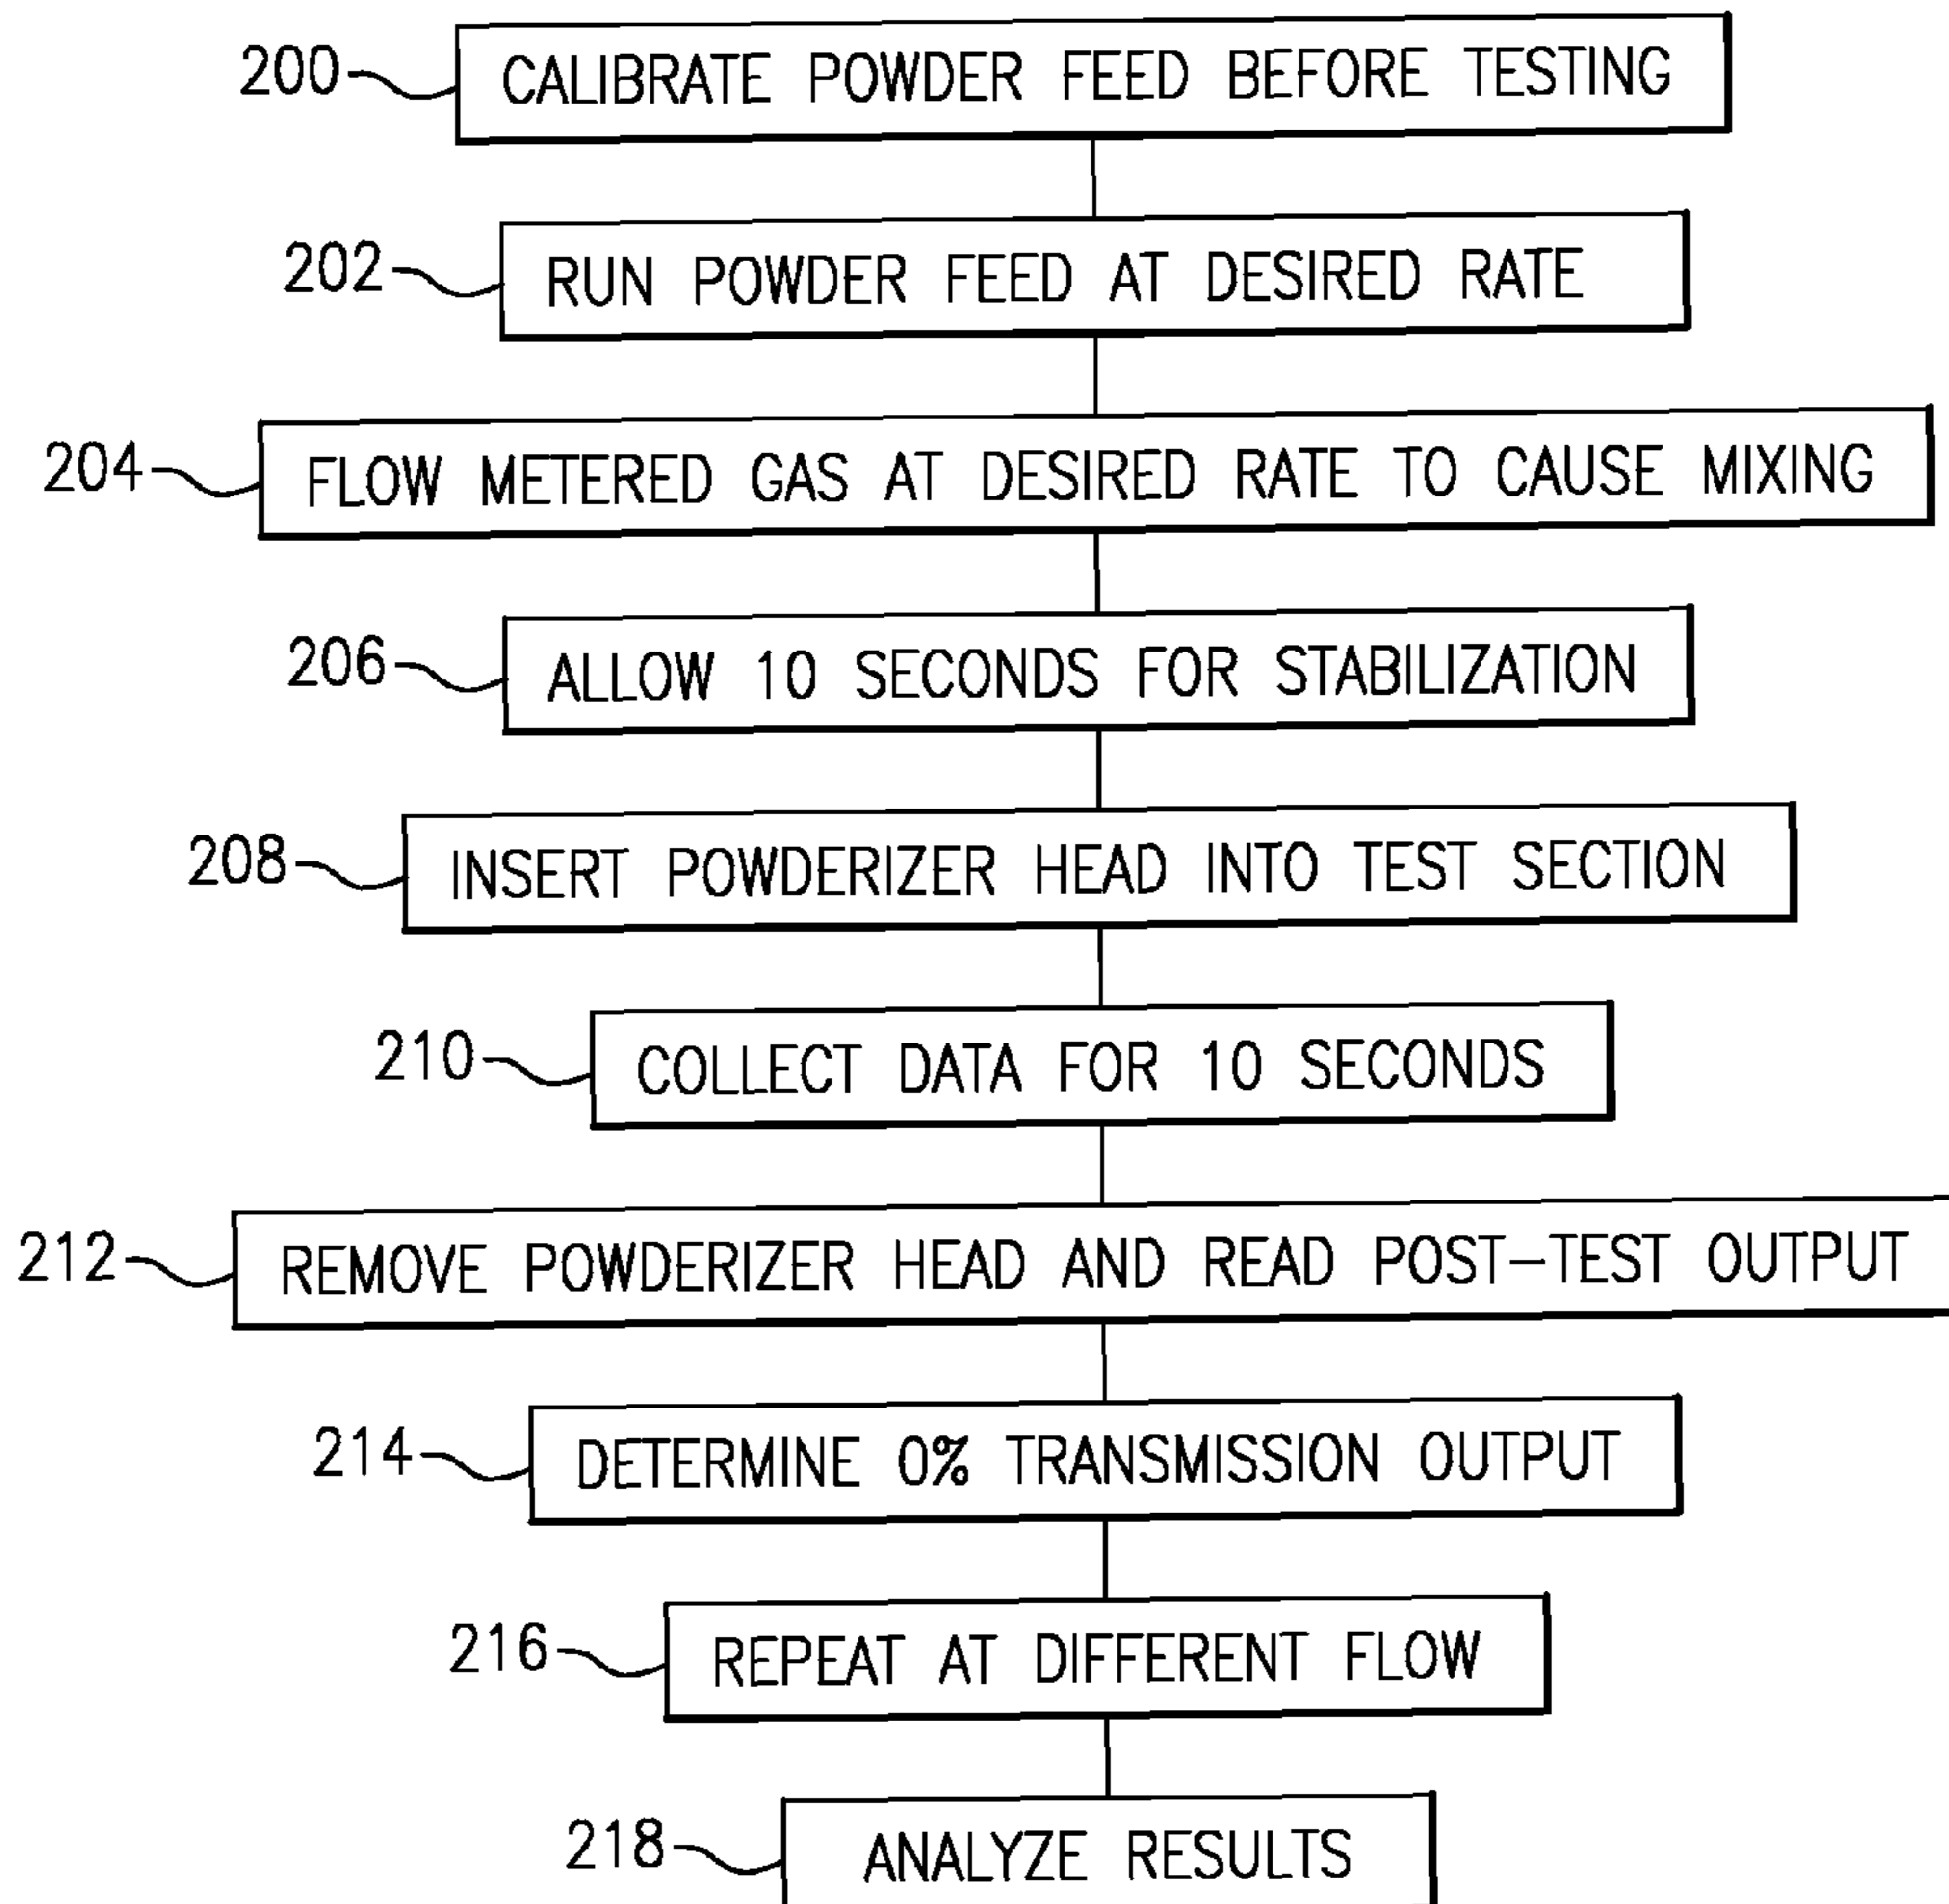 200 CALIBRATE POWDER FEED BEFORE TESTING
202 RUN POWDER FEED AT DESIRED RATE
204 FLOW METERED GAS AT DESIRED RATE TO CAUSE MIXING
206 ALLOW 10 SECONDS FOR STABILIZATION
208 INSERT POWDERIZER HEAD INTO TEST SECTION
210 COLLECT DATA FOR 10 SECONDS
212 REMOVE POWDERIZER HEAD AND READ POST-TEST OUTPUT
214 DETERMINE 0% TRANSMISSION OUTPUT
216 REPEAT AT DIFFERENT FLOW
218 ANALYZE RESULTS